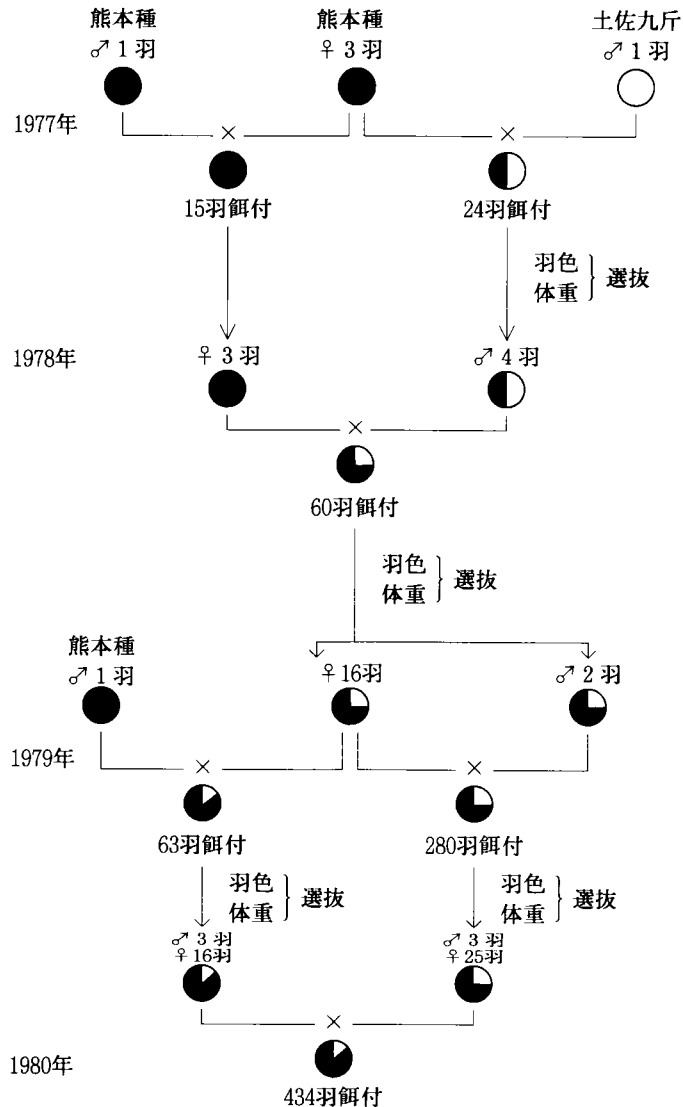 熊本種
♂1羽
熊本種
♀3羽
土佐九斤
♂1羽
1977年
×
×
15羽餌付
24羽餌付
羽色
体重
選抜
1978年
♀3羽
♂4羽
×
60羽餌付
羽色
体重
選抜
熊本種
♂1羽
♀16羽
♂2羽
1979年
×
×
63羽餌付
280羽餌付
羽色
体重
選抜
羽色
体重
選抜
♂3羽
♀16羽
♂3羽
♀25羽
×
1980年
434羽餌付